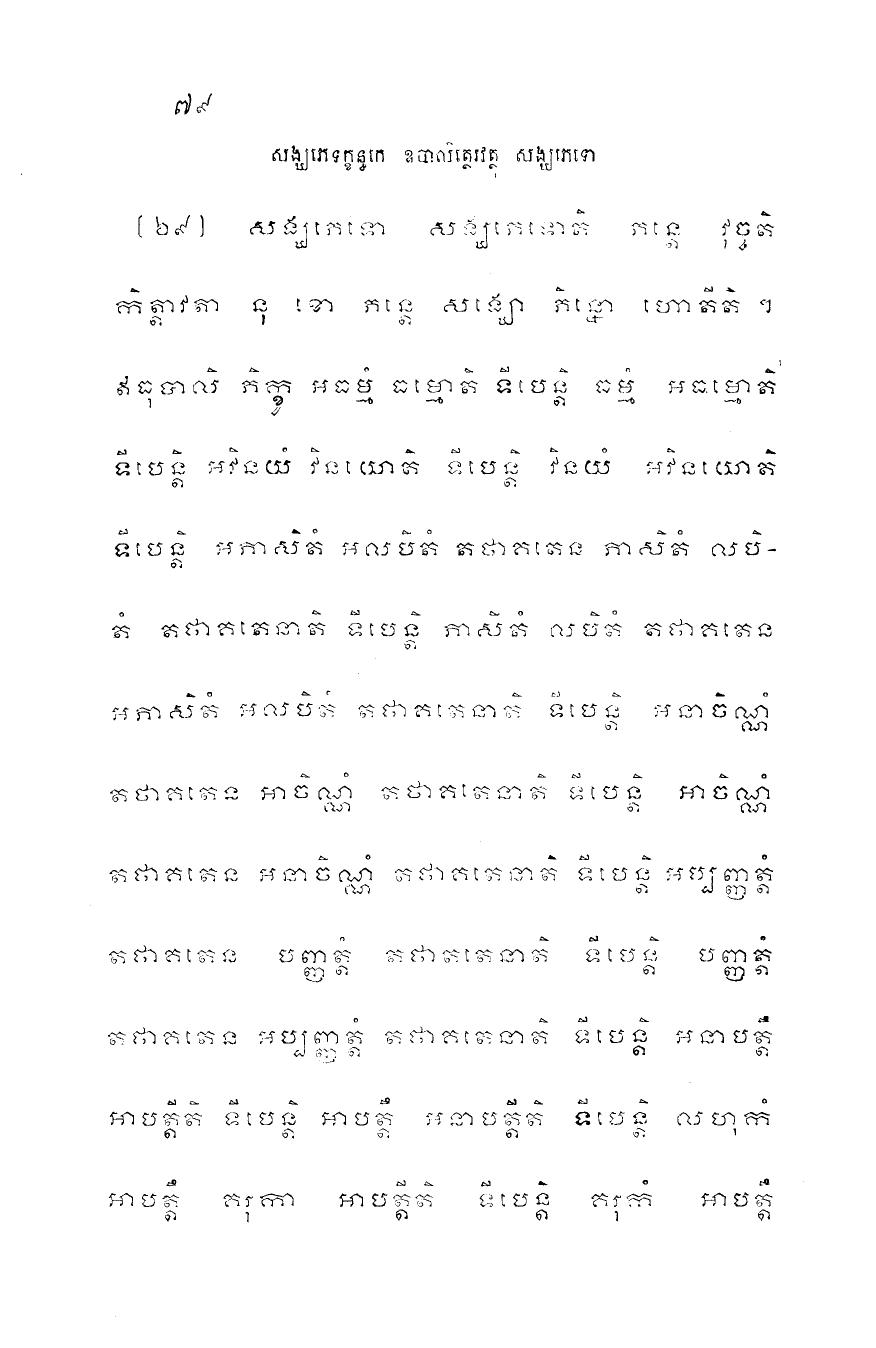 ៧៩
សង្ឃភេទក្ខន្ធកេ ឧបាលិត្ថេរវត្ថុ សង្ឃភេទោ
[៦៩] សង្ឃភេទោ សង្ឃភេទោតិ ភន្តេ វុច្ចតិ
កិត្តាវតា នុ ខោ ភន្តេ សង្ឃោ ភិន្នោ ហោតីតិ ។
ឥធុបាលិ ភិក្ខូ អធម្មំ ធម្មោតិ ទីបេន្តិ ធម្មំ អធម្មោតិ
ទីបេន្តិ អវិនយំ វិនយោតិ ទីបេន្តិ វិនយំ អវិនយោតិ
ទីបេន្តិ អភាសិតំ អលបិតំ តថាគតេន ភាសិតំ លបិ-
តំ តថាគតេនាតិ ទីបេន្តិ ភាសិតំ លបិតំ តថាគតេន
អភាសិតំ អលបិតំ តថាគតេនាតិ ទីបេន្តិ អនាចិណ្ណំ
តថាគតេន អាចិណ្ណំ តថាគតេនាតិ ទីបេន្តិ អាចិណ្ណំ
តថាគតេន អនាចិណ្ណំ តថាគតេនាតិ ទីបេន្តិ អប្បញ្ញត្តំ
តថាគតេន បញ្ញត្តំ តថាគតេនាតិ ទីបេន្តិ បញ្ញត្តំ
តថាគតេន អប្បញ្ញត្តំ តថាគតេនាតិ ទីបេន្តិ អនាបត្តឹ
អាបត្តីតិ ទីបេន្តិ អាបត្តឹ អនាបត្តីតិ ទីបេន្តិ លហុកំ
អាបត្តឹ គរុកា អាបត្តីតិ ទីបេន្តិ គរុកំ អាបត្តឹ